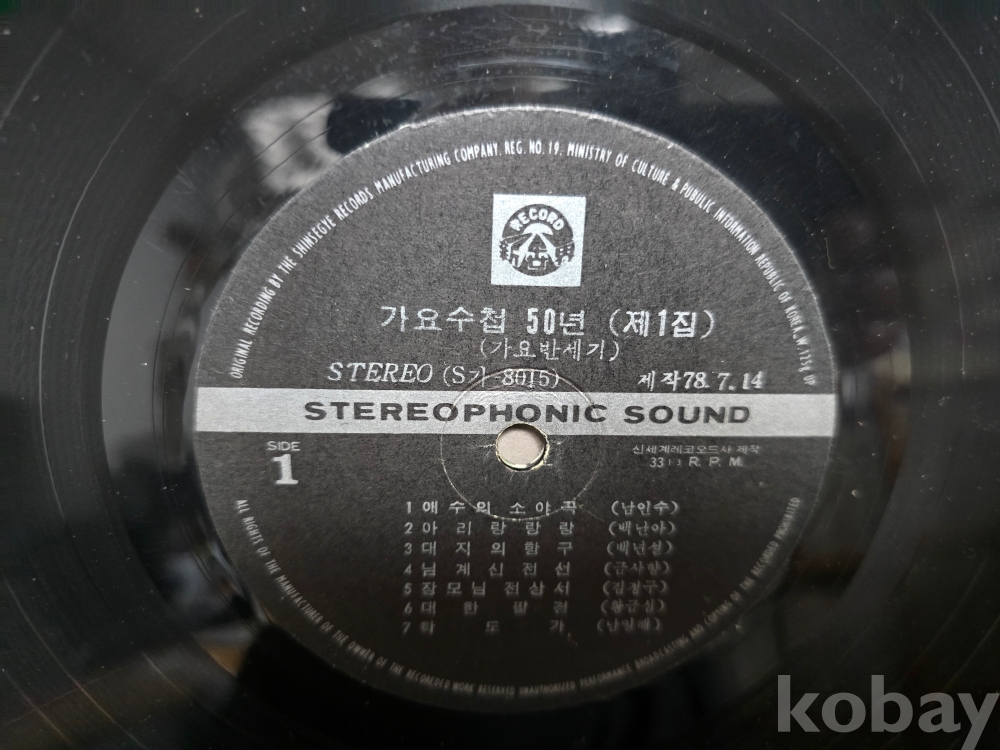 ORIGINAL RECORDING BY THE SHINSEGYE RECORDS MANUFACTURING COMPANY. REG. NO. 19. MINISTRY OF CULTURE & PUBULIC INFORMATION REPUBLIC OF KOREA.
RECORD
가요수첩 50년 (제1집)
(가요반세기)
STEREO (S가-8015) 제작78.7.14
STEREOPHONIC SOUND
SIDE
1
신세계레코오드사 제작
33⅓ R. P. M.
1 애수의 소야곡 (남인수)
2 아리랑랑랑 (백난아)
3 대지의항구 (백년설)
4 님계신전선 (금사향)
5 장모님전상서 (김정구)
6 대한팔경 (황금심)
7 타도가 (남일해)
ALL RIGHTS OF THE MANUFACTURER OF THE OWNER OF THE RECORDED WORK RESERVED UNAUTHORIZED PERFORMANCE BROADCASTING AND COPYING OF THE RECORDS PROHIBITED
kobay